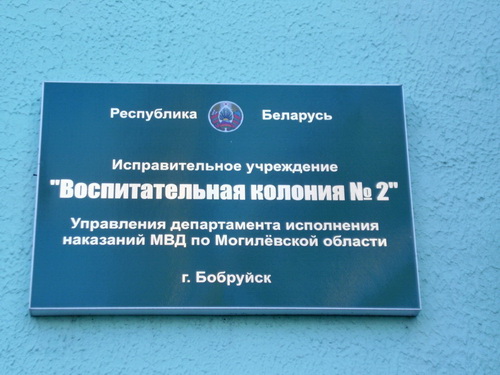 Республика Беларусь
Исправительное учреждение
"Воспитательная колония № 2"
Управления департамента исполнения
наказаний МВД по Могилёвской области
г. Бобруйск